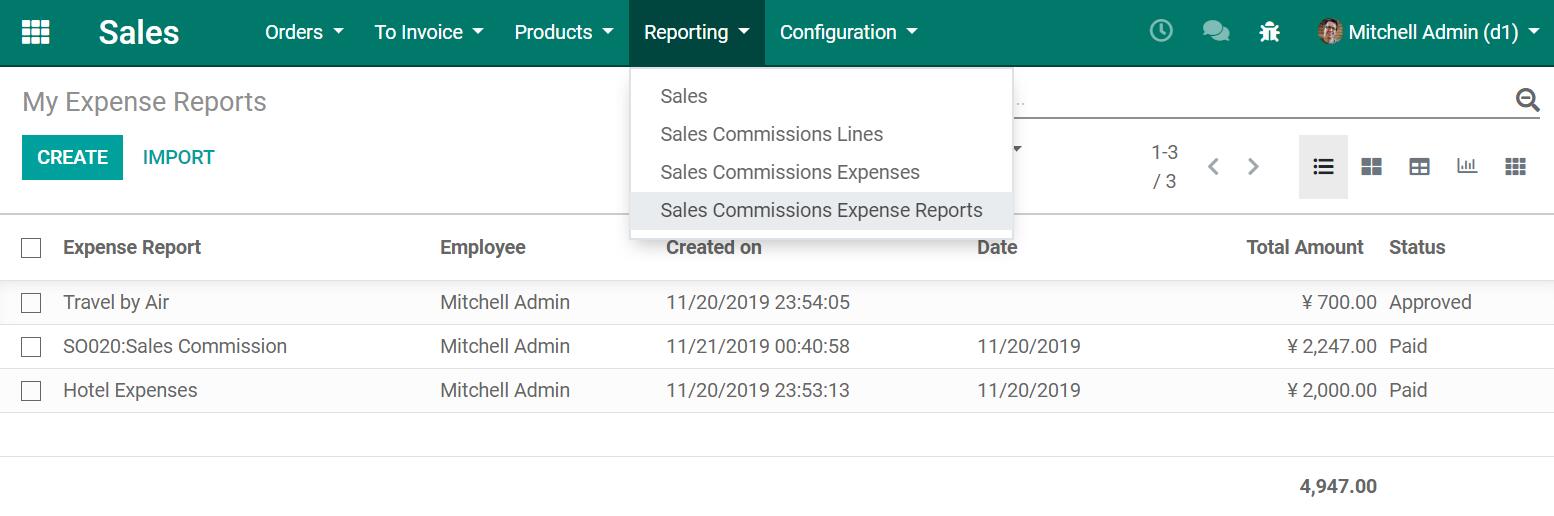 Sales Orders To Invoice Products Reporting Configuration Mitchell Admin (d1)
My Expense Reports
CREATE IMPORT
Sales
Sales Commissions Lines
Sales Commissions Expenses
Sales Commissions Expense Reports
..
1-3
/ 3
Expense Report Employee Created on Date Total Amount Status
Travel by Air Mitchell Admin 11/20/2019 23:54:05 ¥ 700.00 Approved
SO020:Sales Commission Mitchell Admin 11/21/2019 00:40:58 11/20/2019 ¥ 2,247.00 Paid
Hotel Expenses Mitchell Admin 11/20/2019 23:53:13 11/20/2019 ¥ 2,000.00 Paid
4,947.00